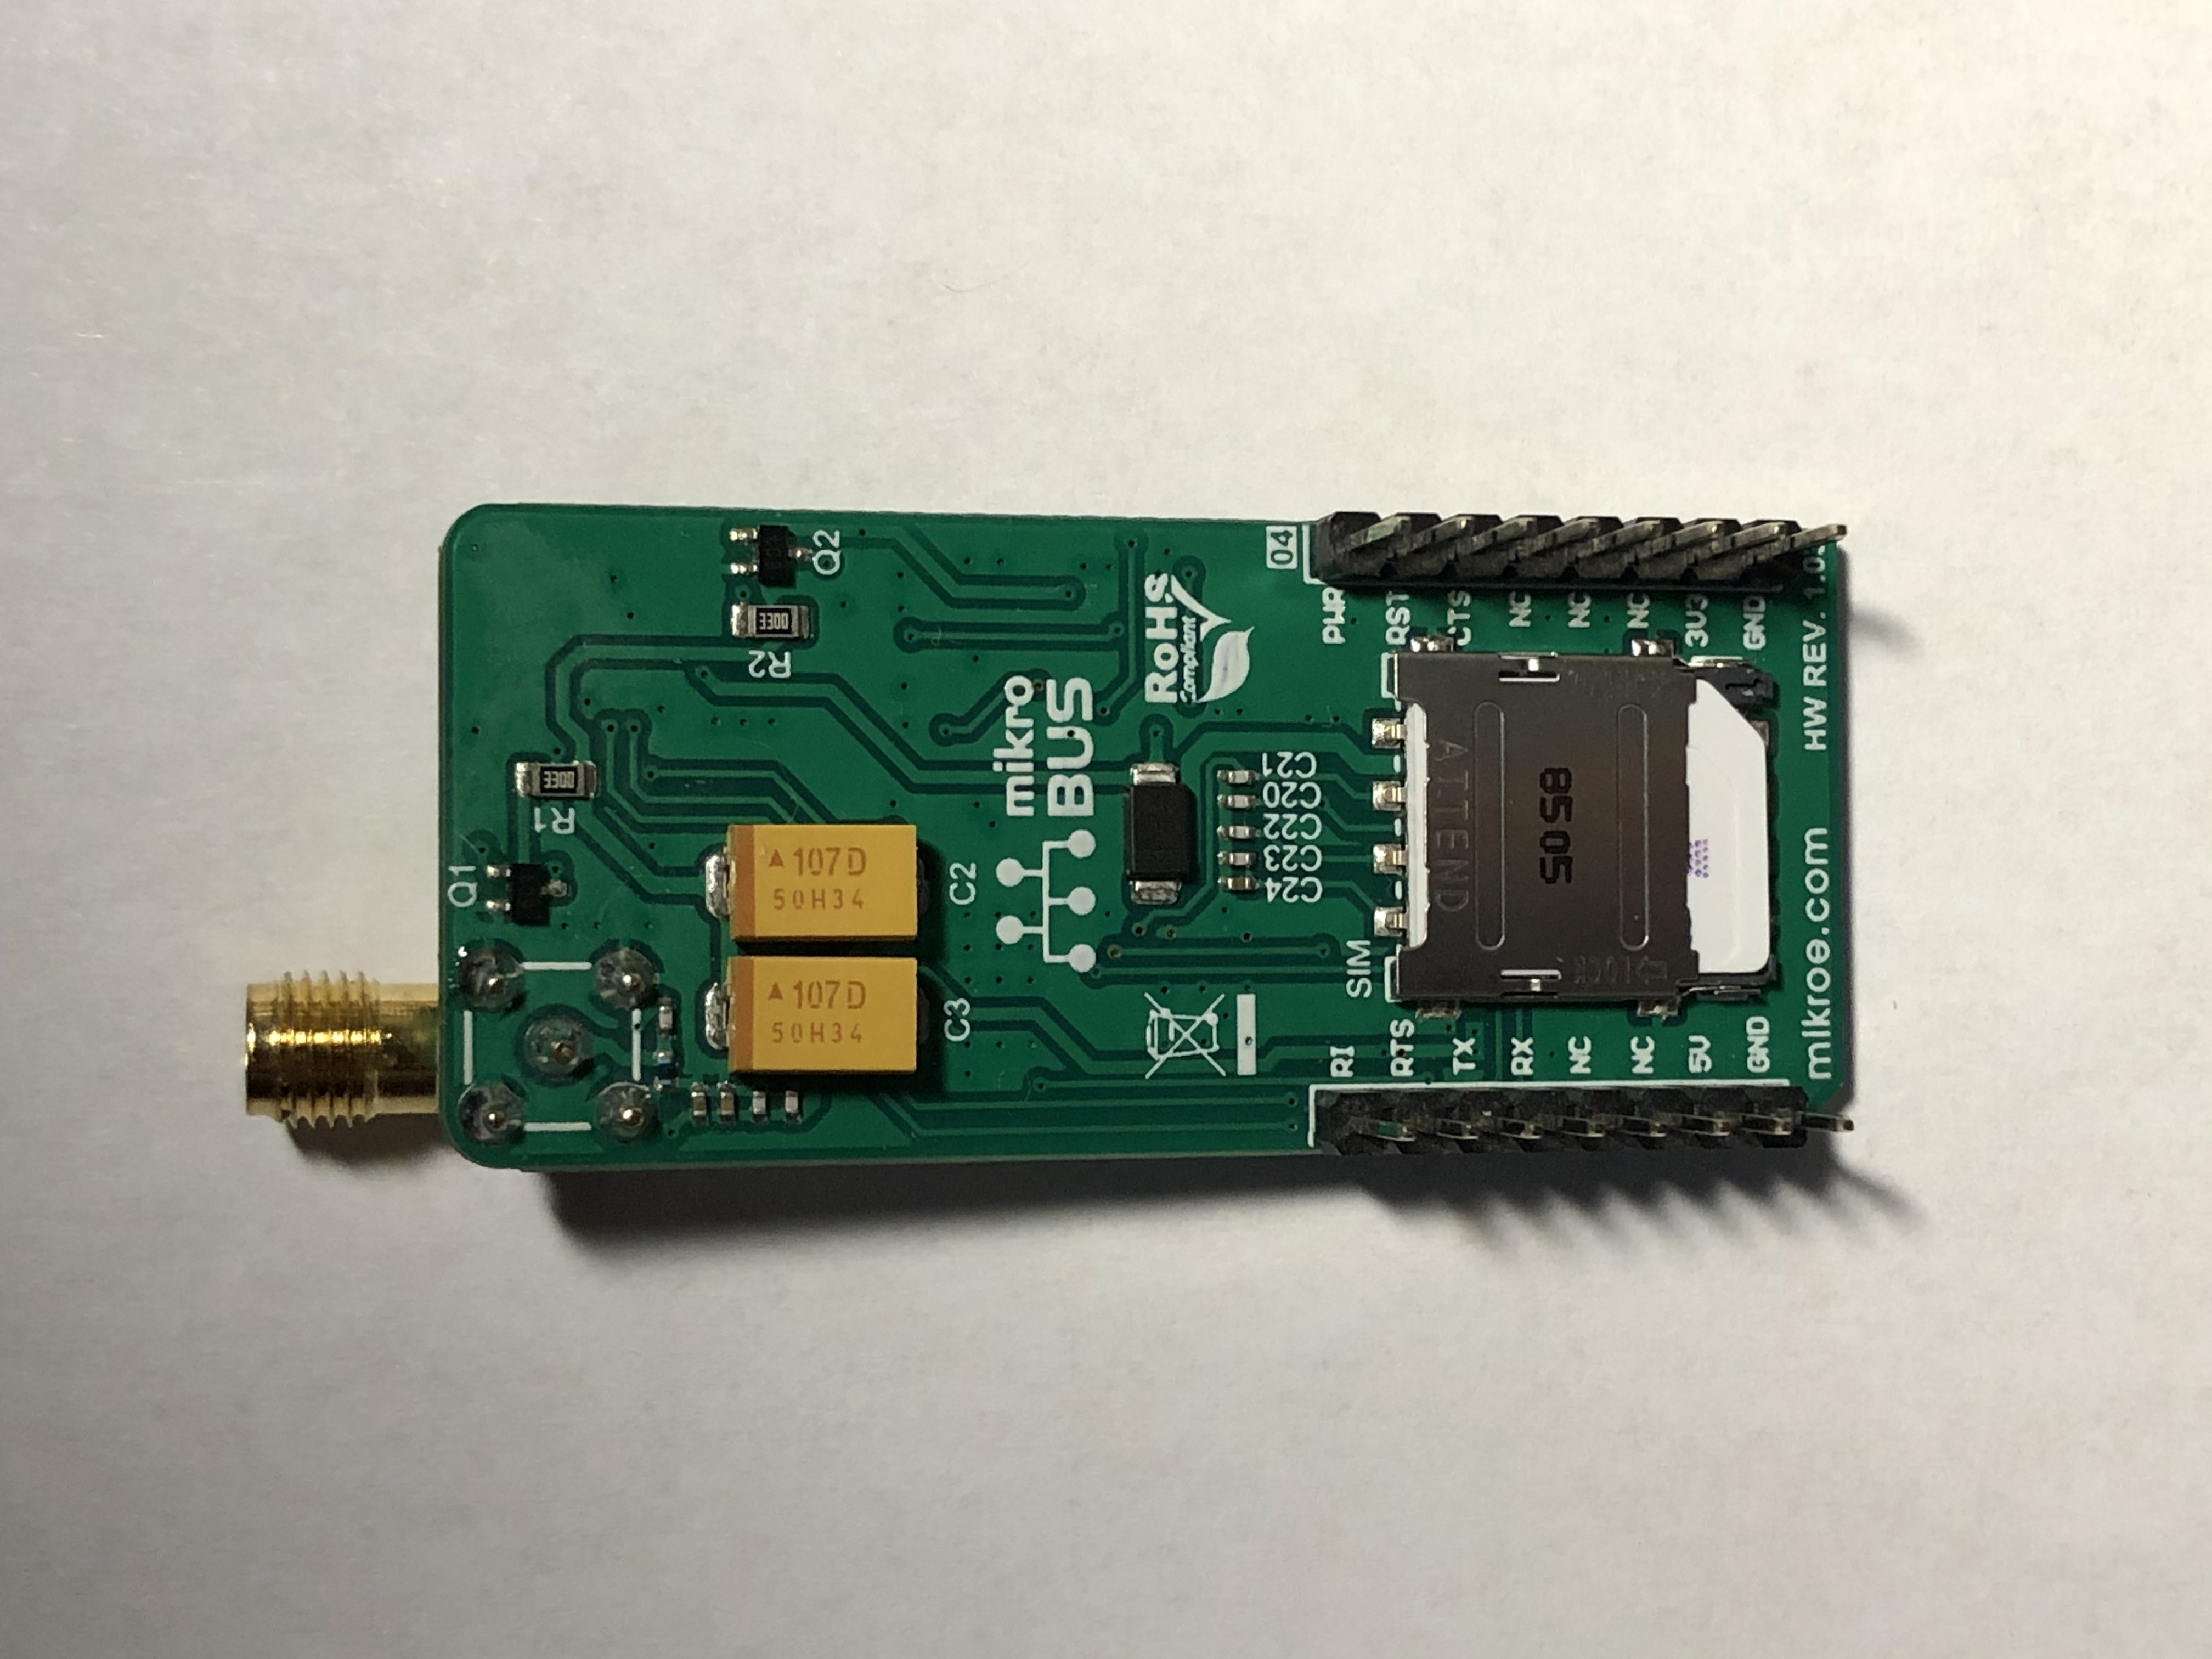 Q2
R2
R1
Q1
107D
50H34
C2
107D
50H34
C3
mikro
BUS
RoHS
Compliant
C21
C20
C22
C23
C24
04
PWR
RST
CTS
NC
NC
NC
3V3
GND
SIM
ATTEND
5058
LOCK
RI
RTS
TX
RX
NC
NC
5V
GND
HW REV. 1.0
mikroe.com